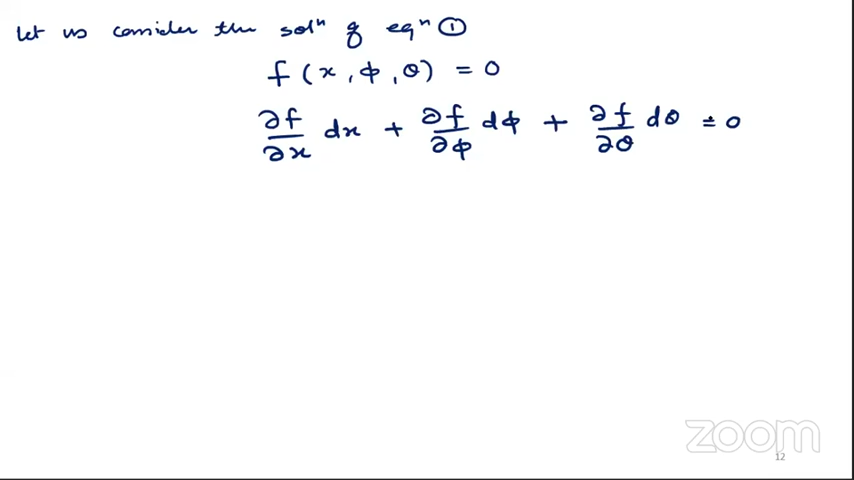 Let us consider the solⁿ of eqⁿ ①
f (x, φ, θ) = 0
∂f/∂x dx + ∂f/∂φ dφ + ∂f/∂θ dθ = 0
zoom
12